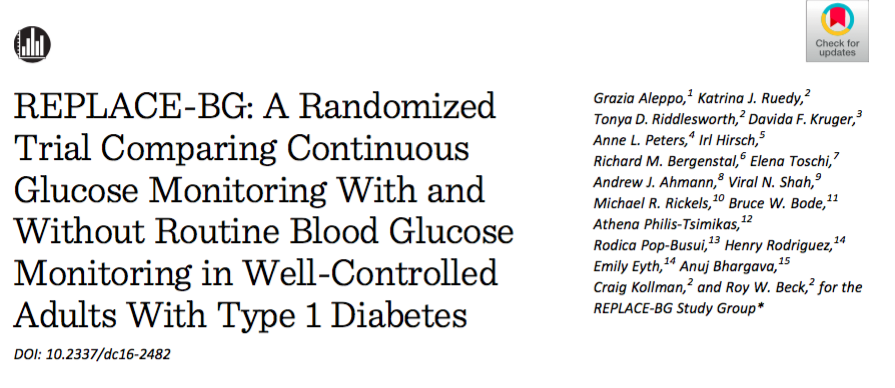 Check for
updates
REPLACE-BG: A Randomized
Trial Comparing Continuous
Glucose Monitoring With and
Without Routine Blood Glucose
Monitoring in Well-Controlled
Adults With Type 1 Diabetes
DOI: 10.2337/dc16-2482
Grazia Aleppo,¹ Katrina J. Ruedy,²
Tonya D. Riddlesworth,² Davida F. Kruger,³
Anne L. Peters,⁴ Irl Hirsch,⁵
Richard M. Bergenstal,⁶ Elena Toschi,⁷
Andrew J. Ahmann,⁸ Viral N. Shah,⁹
Michael R. Rickels,¹⁰ Bruce W. Bode,¹¹
Athena Philis-Tsimikas,¹²
Rodica Pop-Busui,¹³ Henry Rodriguez,¹⁴
Emily Eyth,¹⁴ Anuj Bhargava,¹⁵
Craig Kollman,² and Roy W. Beck,² for the
REPLACE-BG Study Group*